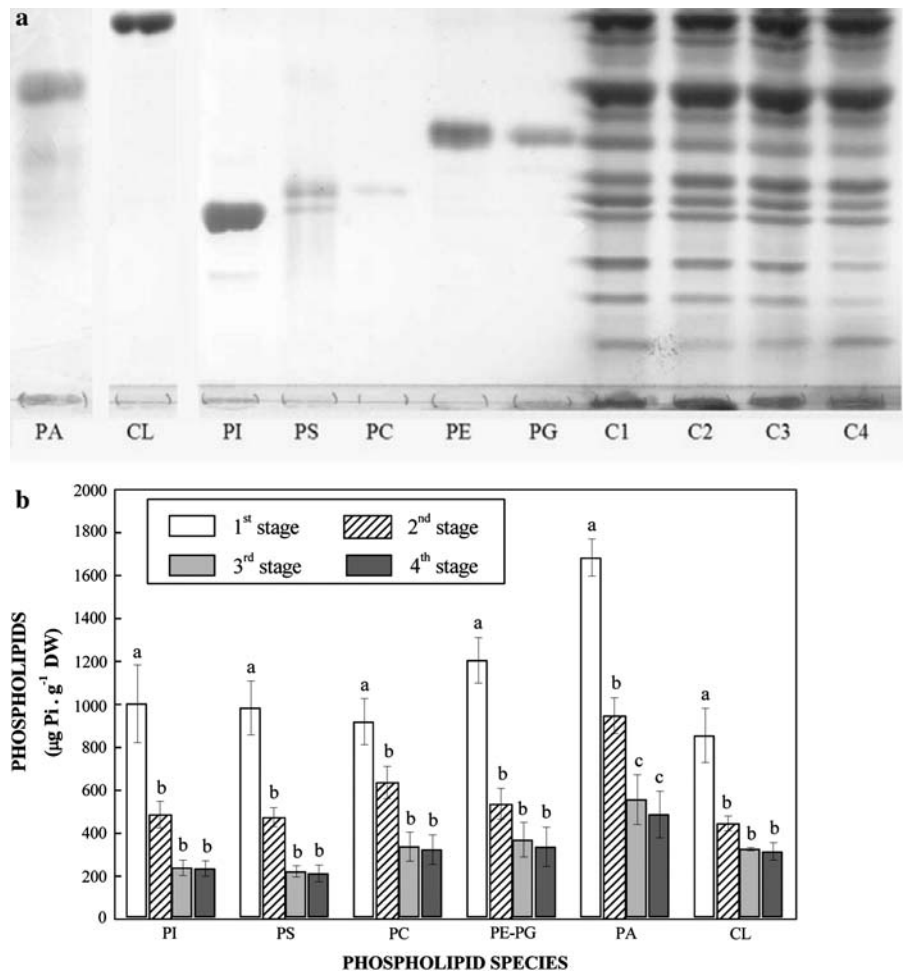 a
PA CL PI PS PC PE PG C1 C2 C3 C4
b
PHOSPHOLIPIDS
(µg Pi . g⁻¹ DW)
2000
1800
1600
1400
1200
1000
800
600
400
200
0
1st stage 2nd stage
3rd stage 4th stage
a b b b
a b b b
a b b b
a b b b
a b c c
a b b b
PI PS PC PE-PG PA CL
PHOSPHOLIPID SPECIES